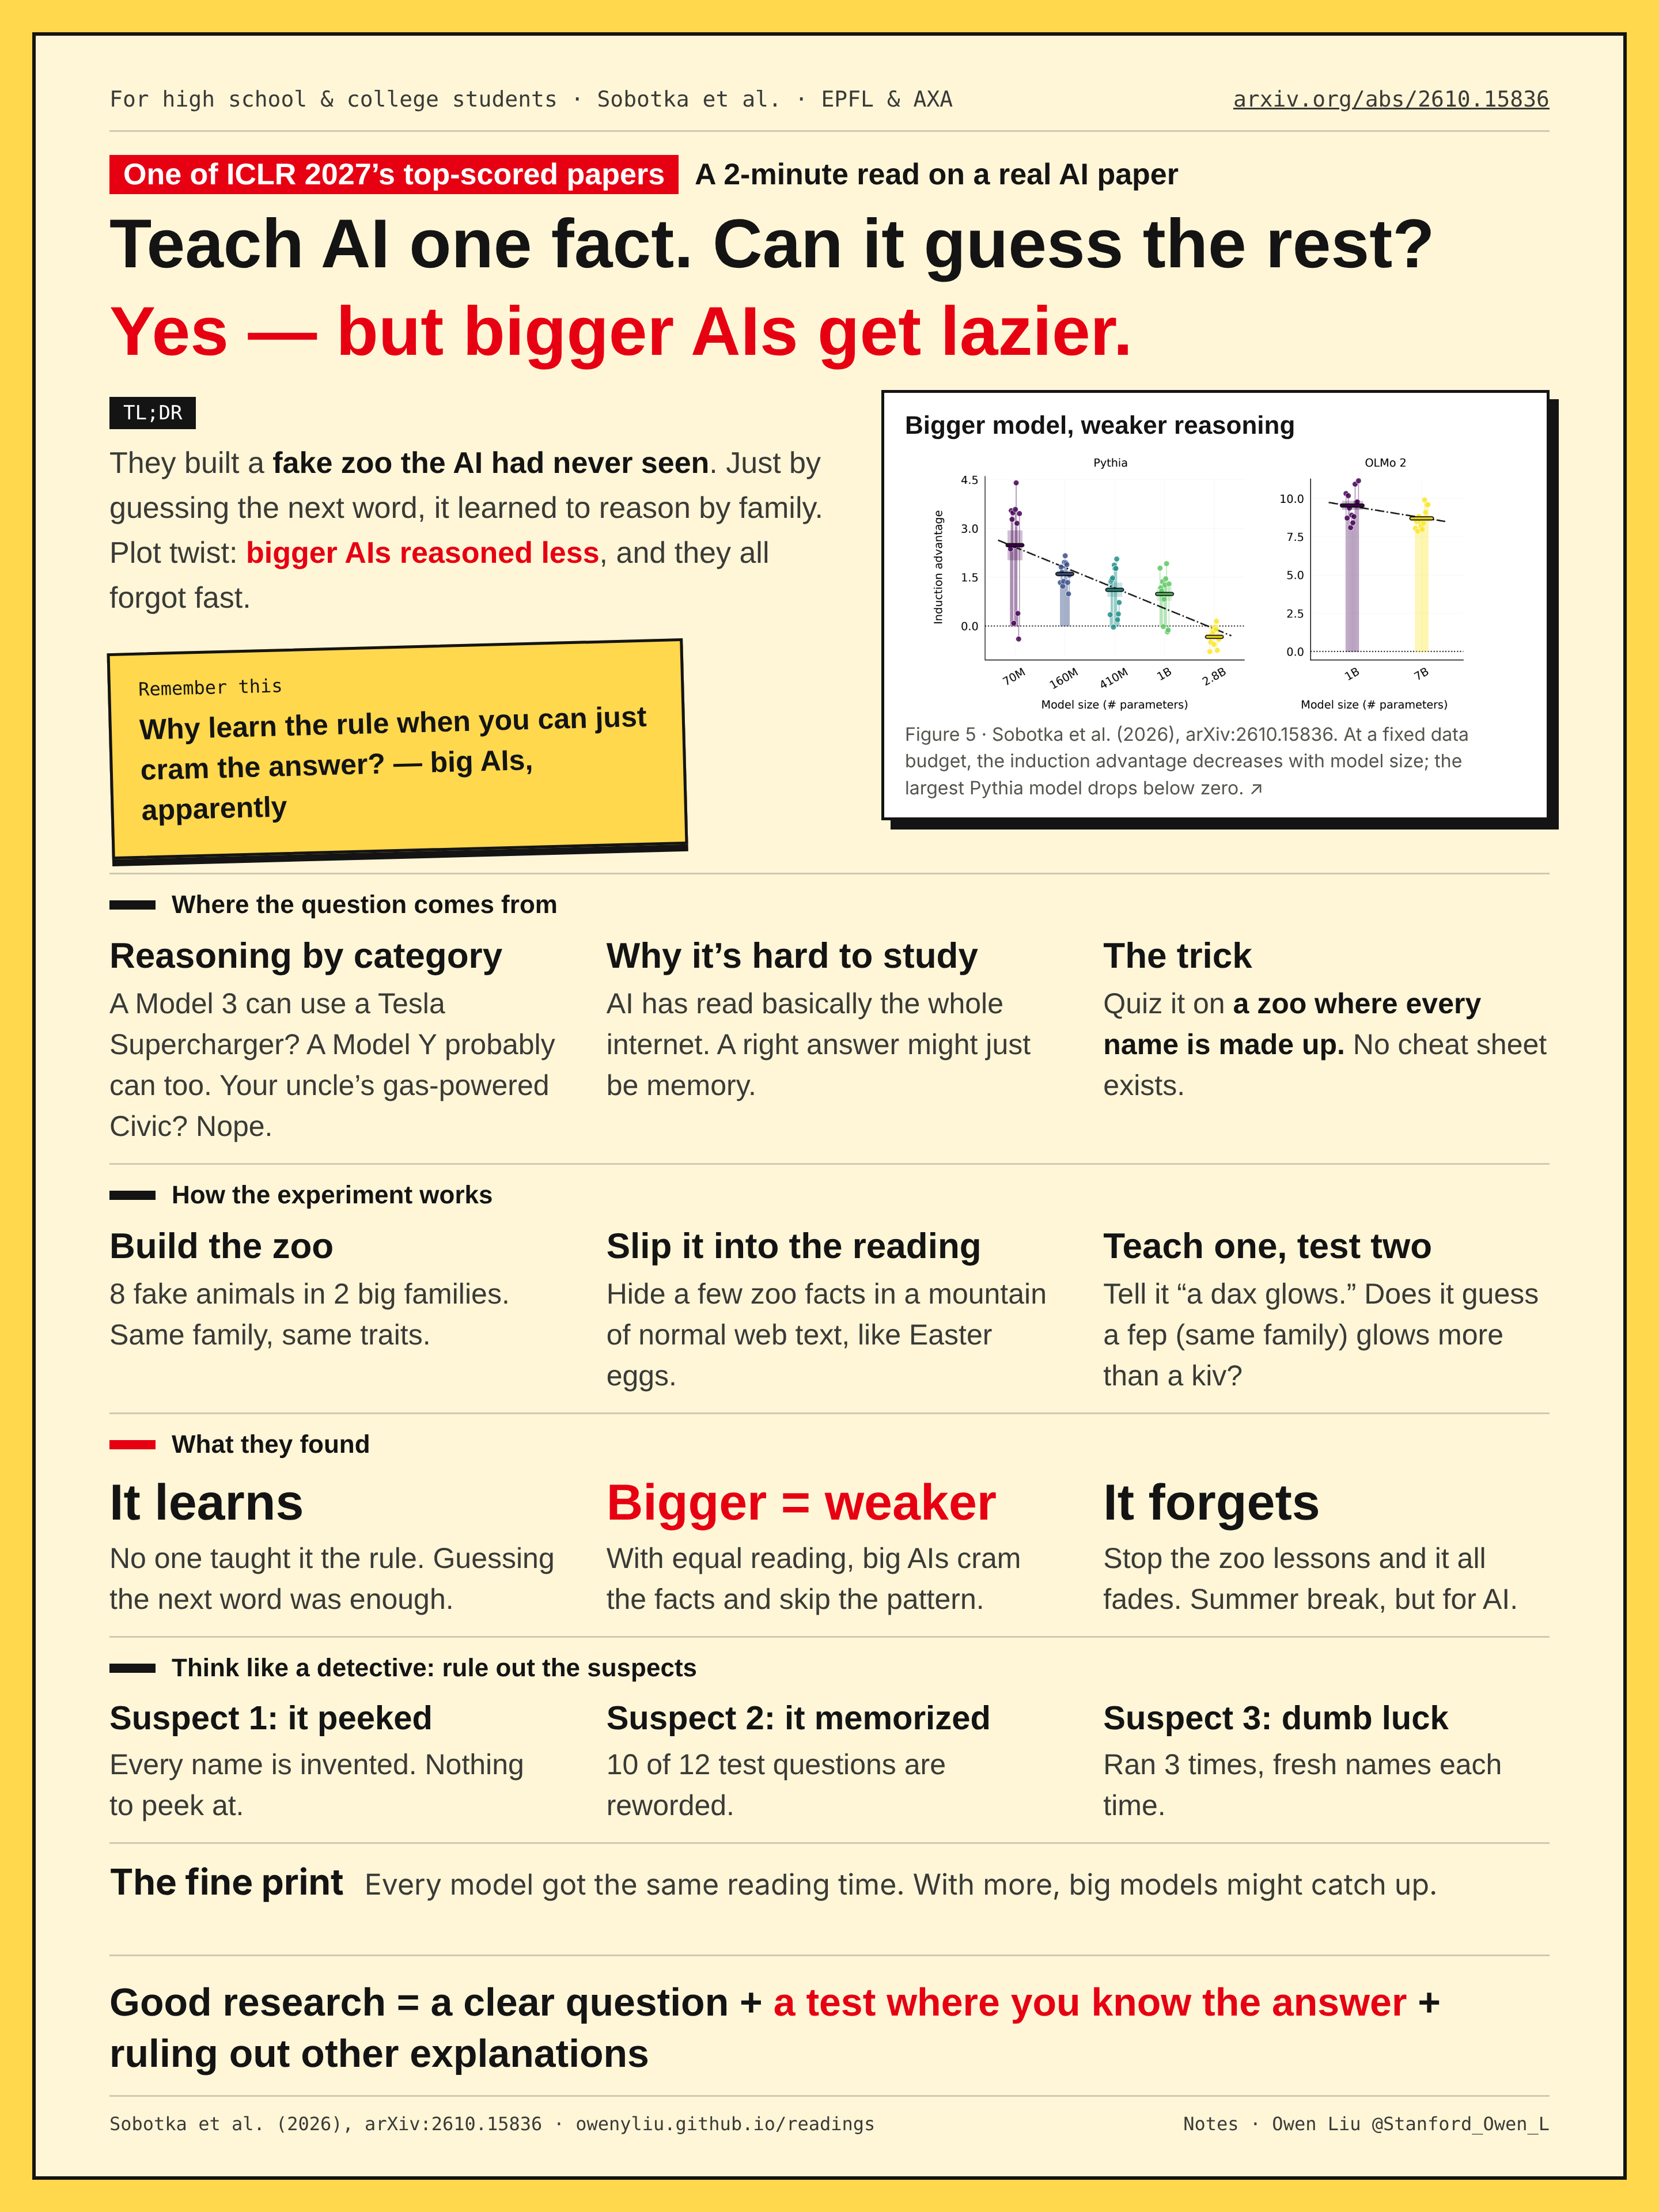 For high school & college students · Sobotka et al. · EPFL & AXA
arxiv.org/abs/2610.15836
One of ICLR 2027’s top-scored papers
A 2-minute read on a real AI paper
Teach AI one fact. Can it guess the rest?
Yes — but bigger AIs get lazier.
TL;DR
They built a fake zoo the AI had never seen. Just by
guessing the next word, it learned to reason by family.
Plot twist: bigger AIs reasoned less, and they all
forgot fast.
Remember this
Why learn the rule when you can just
cram the answer? — big AIs,
apparently
Bigger model, weaker reasoning
Pythia
4.5
3.0
1.5
0.0
Induction advantage
70M
160M
410M
1B
2.8B
Model size (# parameters)
OLMo 2
10.0
7.5
5.0
2.5
0.0
1B
7B
Model size (# parameters)
Figure 5 · Sobotka et al. (2026), arXiv:2610.15836. At a fixed data
budget, the induction advantage decreases with model size; the
largest Pythia model drops below zero. ↗
Where the question comes from
Reasoning by category
A Model 3 can use a Tesla
Supercharger? A Model Y probably
can too. Your uncle’s gas-powered
Civic? Nope.
Why it’s hard to study
AI has read basically the whole
internet. A right answer might just
be memory.
The trick
Quiz it on a zoo where every
name is made up. No cheat sheet
exists.
How the experiment works
Build the zoo
8 fake animals in 2 big families.
Same family, same traits.
Slip it into the reading
Hide a few zoo facts in a mountain
of normal web text, like Easter
eggs.
Teach one, test two
Tell it “a dax glows.” Does it guess
a fep (same family) glows more
than a kiv?
What they found
It learns
No one taught it the rule. Guessing
the next word was enough.
Bigger = weaker
With equal reading, big AIs cram
the facts and skip the pattern.
It forgets
Stop the zoo lessons and it all
fades. Summer break, but for AI.
Think like a detective: rule out the suspects
Suspect 1: it peeked
Every name is invented. Nothing
to peek at.
Suspect 2: it memorized
10 of 12 test questions are
reworded.
Suspect 3: dumb luck
Ran 3 times, fresh names each
time.
The fine print
Every model got the same reading time. With more, big models might catch up.
Good research = a clear question + a test where you know the answer +
ruling out other explanations
Sobotka et al. (2026), arXiv:2610.15836 · owenyliu.github.io/readings
Notes · Owen Liu @Stanford_Owen_L